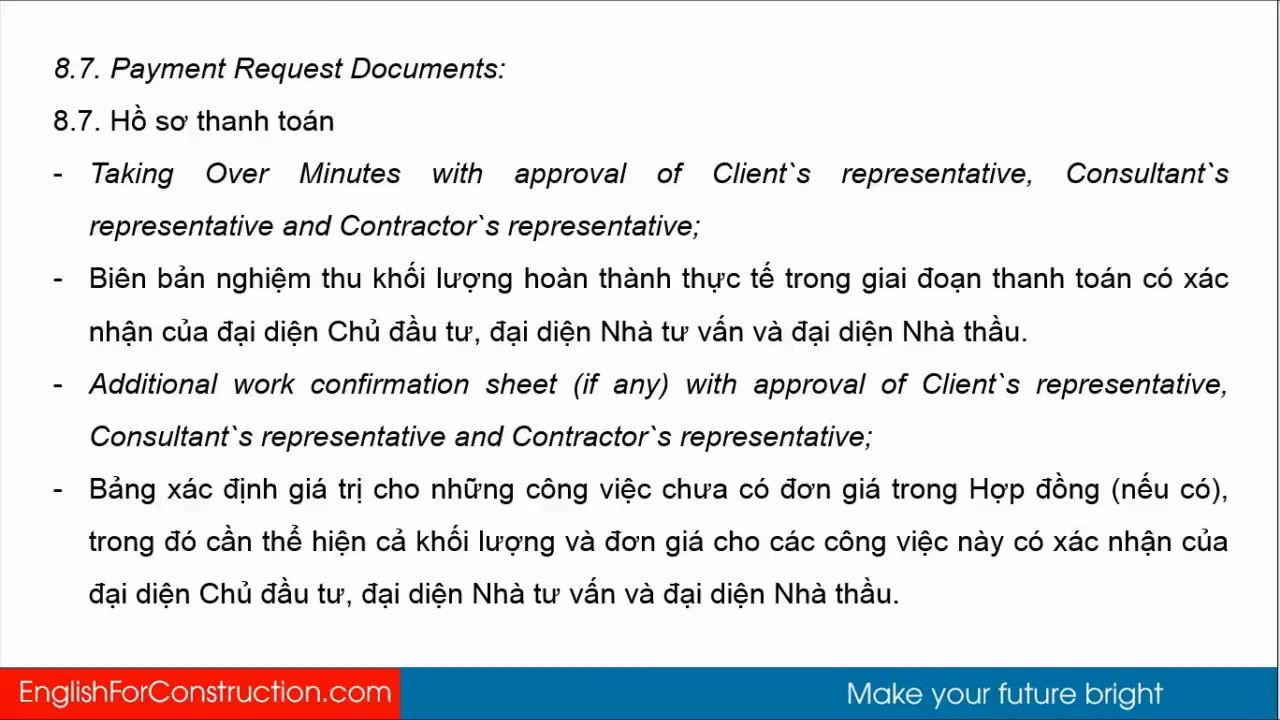 8.7. Payment Request Documents:
8.7. Hồ sơ thanh toán
- Taking Over Minutes with approval of Client`s representative, Consultant`s
representative and Contractor`s representative;
- Biên bản nghiệm thu khối lượng hoàn thành thực tế trong giai đoạn thanh toán có xác
nhận của đại diện Chủ đầu tư, đại diện Nhà tư vấn và đại diện Nhà thầu.
- Additional work confirmation sheet (if any) with approval of Client`s representative,
Consultant`s representative and Contractor`s representative;
- Bảng xác định giá trị cho những công việc chưa có đơn giá trong Hợp đồng (nếu có),
trong đó cần thể hiện cả khối lượng và đơn giá cho các công việc này có xác nhận của
đại diện Chủ đầu tư, đại diện Nhà tư vấn và đại diện Nhà thầu.
EnglishForConstruction.com
Make your future bright